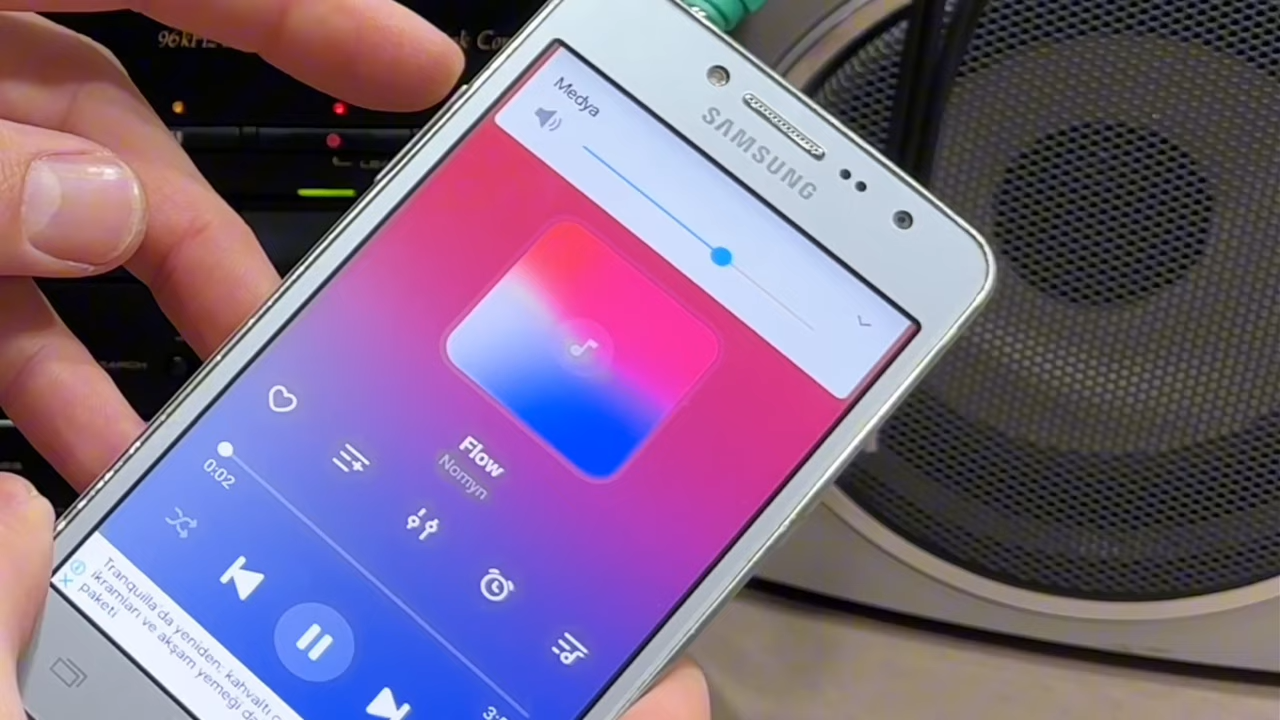 96kHz
SAMSUNG
Medya
Flow
Nomyn
0:02
Tranquilla'da yeniden; kahvaltı
ikramları ve akşam yemeği
paketi